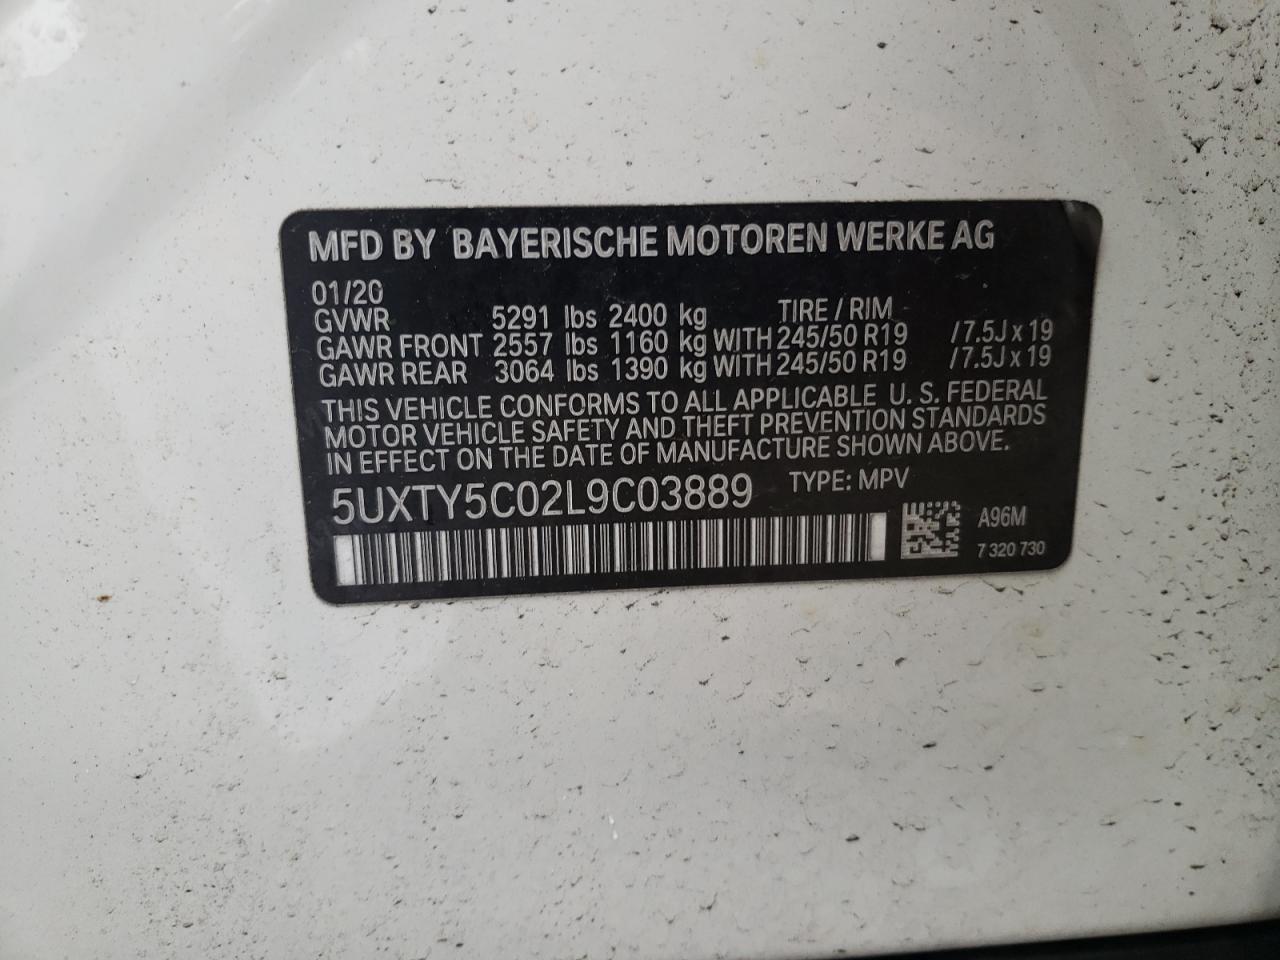 MFD BY BAYERISCHE MOTOREN WERKE AG
01/20
TIRE / RIM
GVWR 5291 lbs 2400 kg
GAWR FRONT 2557 lbs 1160 kg WITH 245/50 R19 /7.5J x 19
GAWR REAR 3064 lbs 1390 kg WITH 245/50 R19 /7.5J x 19
THIS VEHICLE CONFORMS TO ALL APPLICABLE U. S. FEDERAL
MOTOR VEHICLE SAFETY AND THEFT PREVENTION STANDARDS
IN EFFECT ON THE DATE OF MANUFACTURE SHOWN ABOVE.
5UXTY5C02L9C03889 TYPE: MPV
A96M
7 320 730